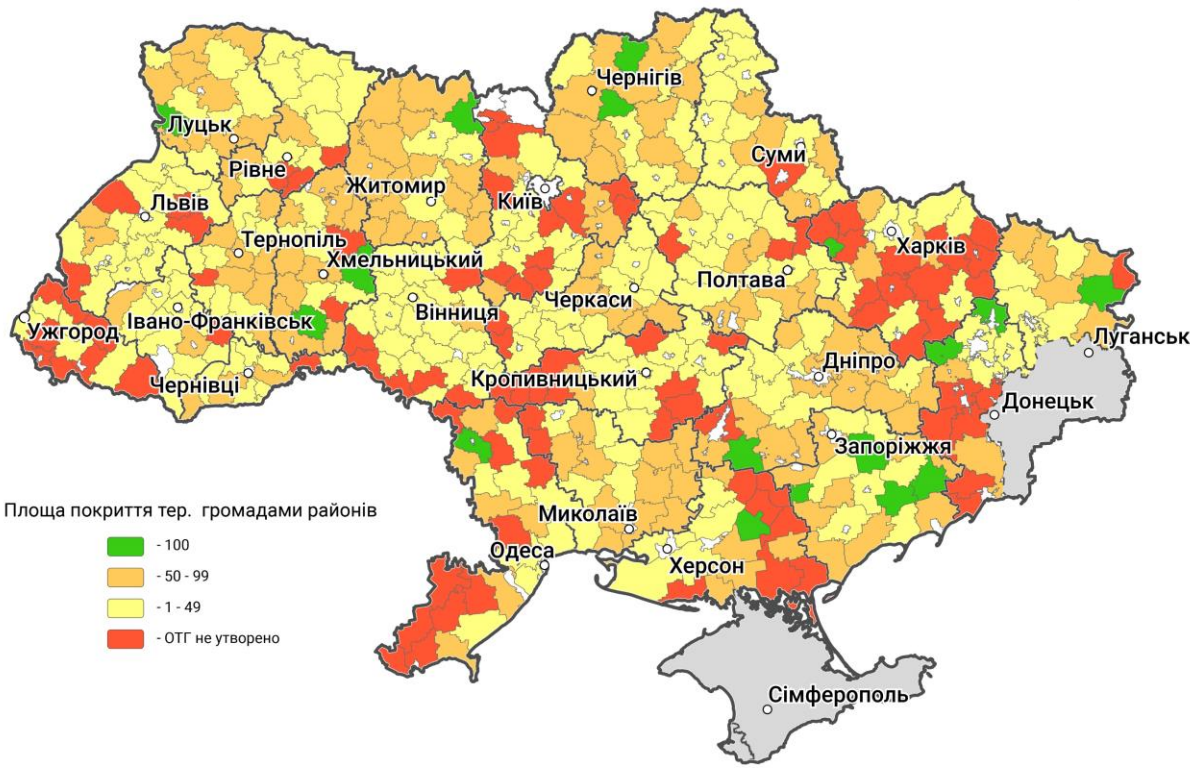 Чернігів
Луцьк
Суми
Рівне
Житомир
Київ
Львів
Харків
Тернопіль
Хмельницький
Полтава
Черкаси
Вінниця
Івано-Франківськ
Ужгород
Луганськ
Дніпро
Кропивницький
Чернівці
Донецьк
Запоріжжя
Площа покриття тер. громадами районів
Миколаїв
- 100
Одеса
Херсон
- 50 - 99
- 1 - 49
- ОТГ не утворено
Сімферополь